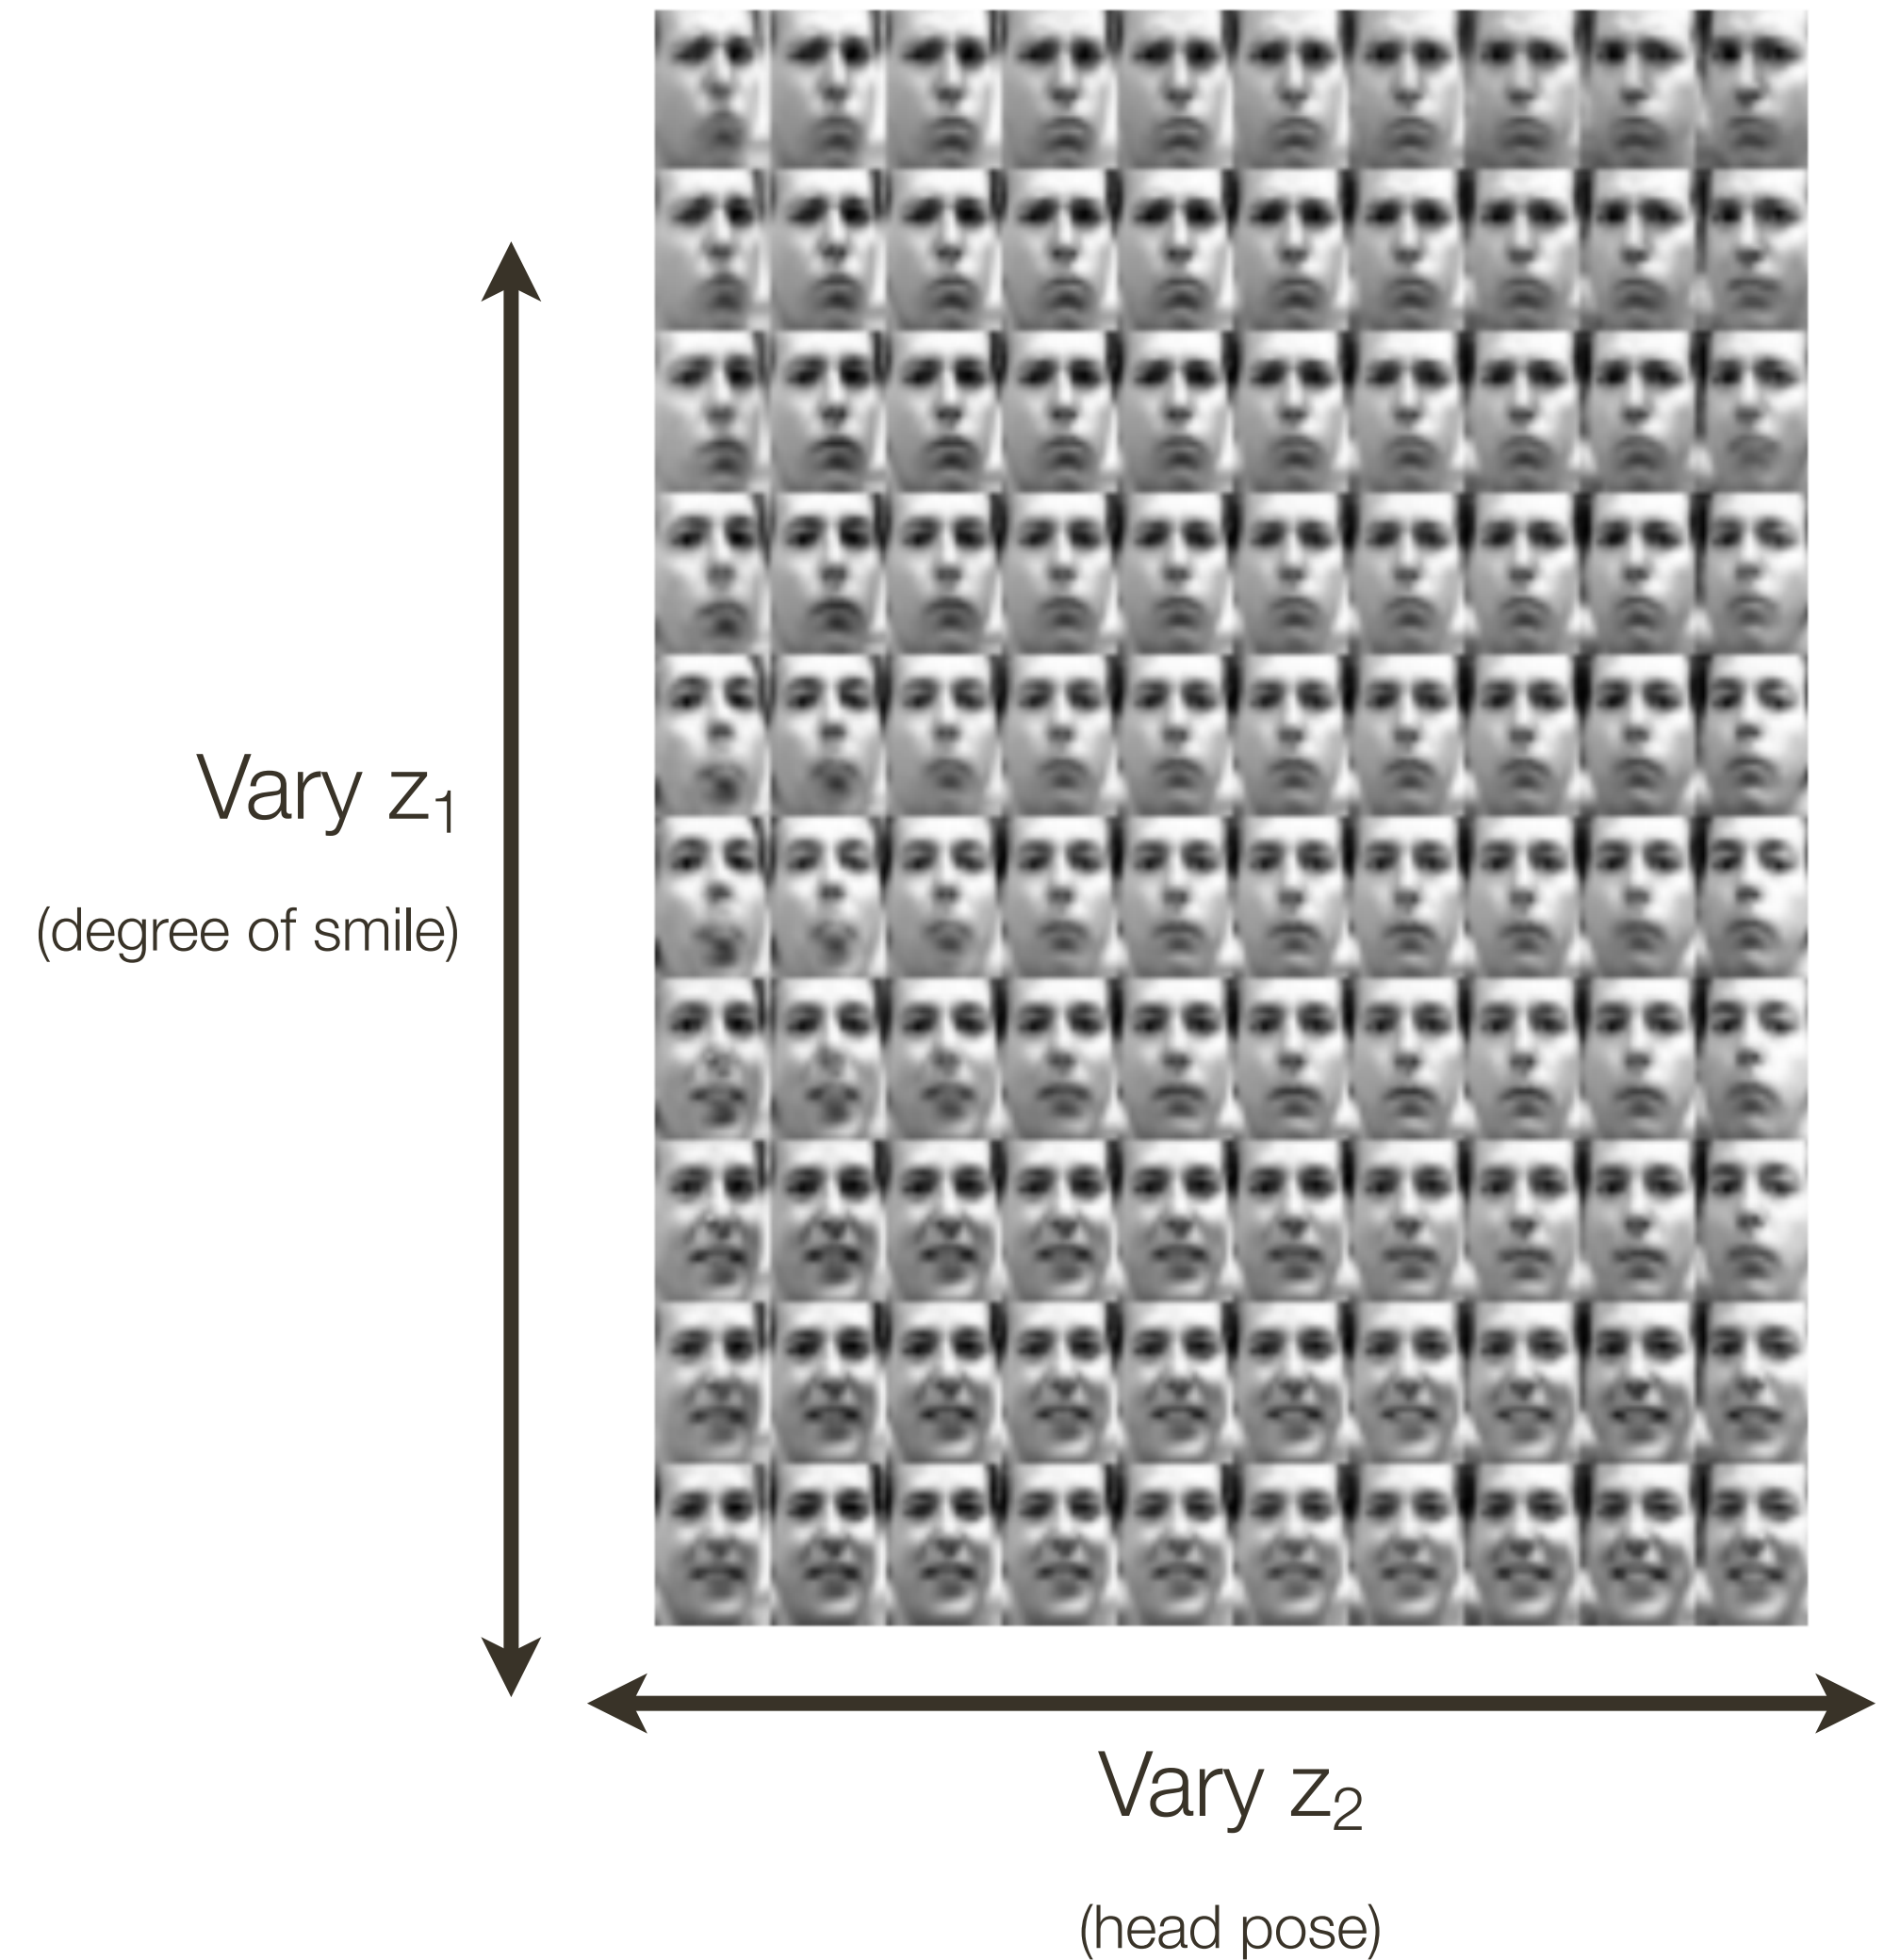 Vary z₁
(degree of smile)
Vary z₂
(head pose)